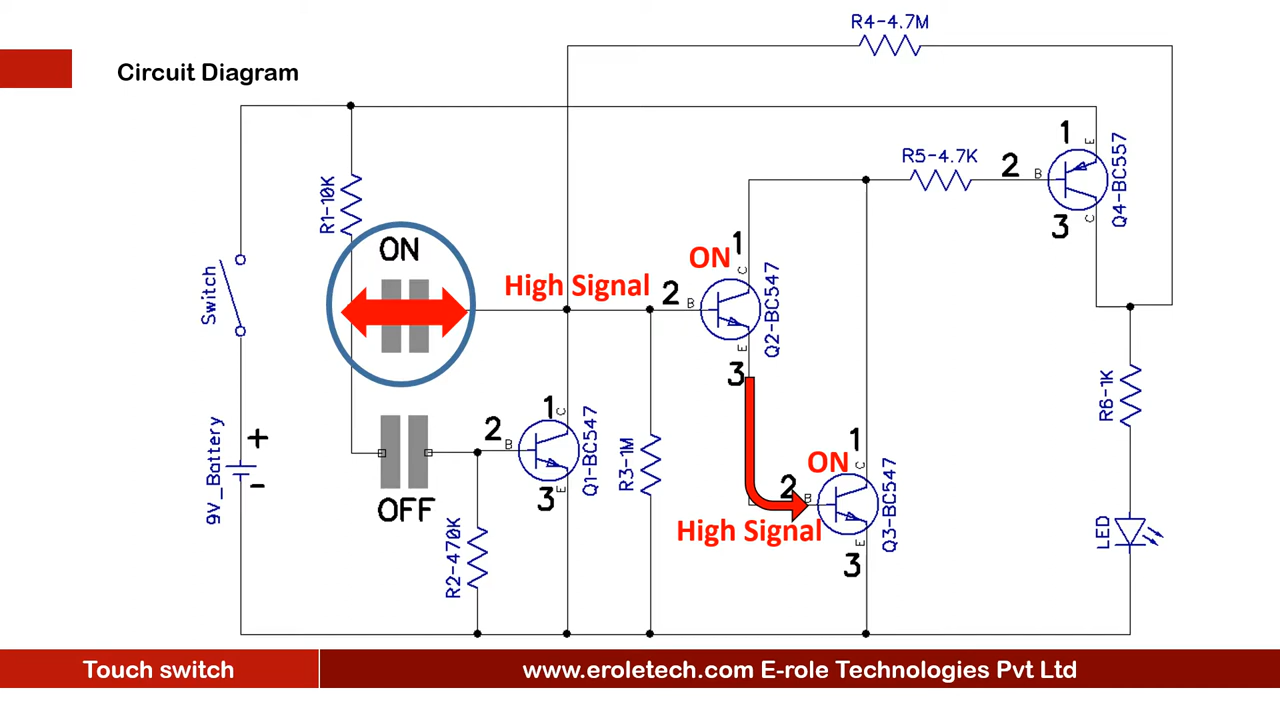 R4-4.7M
Circuit Diagram
1
E
R5-4.7K
2
B
Q4-BC557
3
C
R1-10K
ON
ON
1
C
High Signal
2
B
Q2-BC547
E
3
Switch
R6-1K
+
9V_Battery
-
2
B
1
C
Q1-BC547
E
3
R3-1M
ON
1
C
2
B
Q3-BC547
High Signal
E
3
OFF
R2-470K
LED
Touch switch
www.eroletech.com E-role Technologies Pvt Ltd